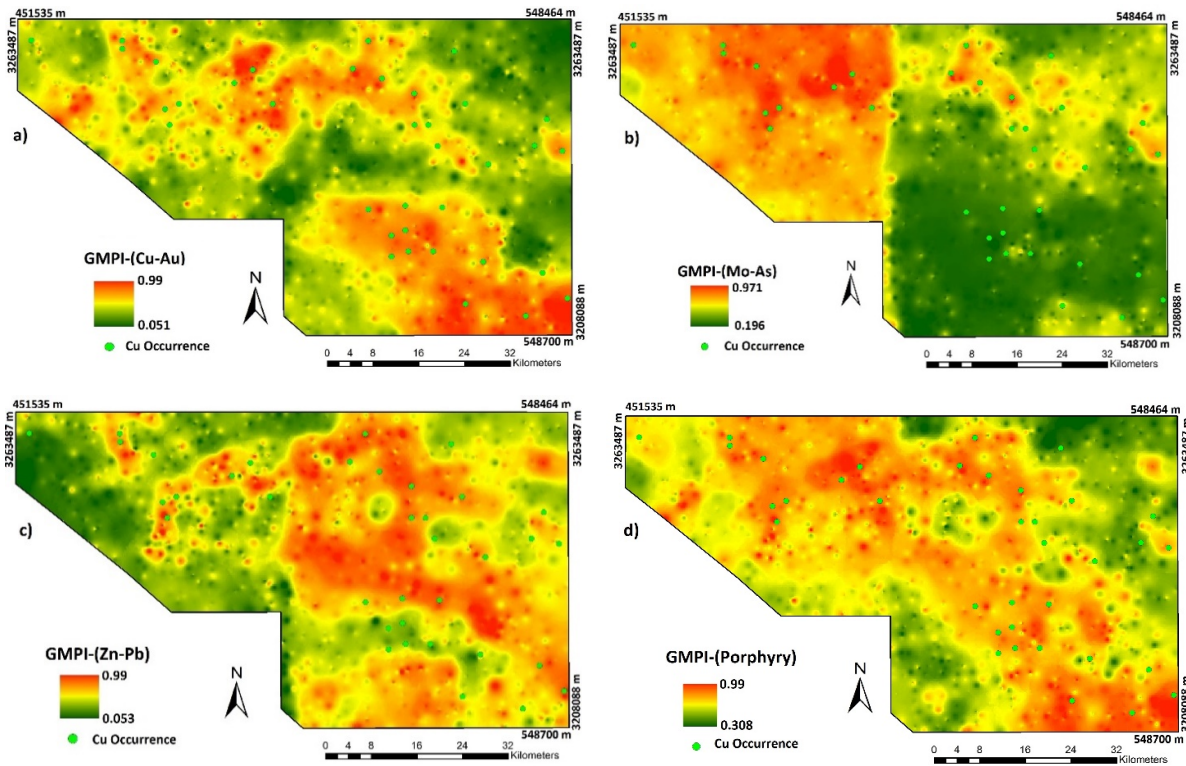 451535 m
548464 m
3263487 m
3263487 m
a)
GMPI-(Cu-Au)
0.99
0.051
Cu Occurrence
N
3208088 m
548700 m
0 4 8 16 24 32
Kilometers
451535 m
548464 m
3263487 m
3263487 m
b)
GMPI-(Mo-As)
0.971
0.196
Cu Occurrence
N
3208088 m
548700 m
0 4 8 16 24 32
Kilometers
451535 m
548464 m
3263487 m
3263487 m
c)
GMPI-(Zn-Pb)
0.99
0.053
Cu Occurrence
N
3208088 m
548700 m
0 4 8 16 24 32
Kilometers
451535 m
548464 m
3263487 m
3263487 m
d)
GMPI-(Porphyry)
0.99
0.308
Cu Occurrence
N
3208088 m
548700 m
0 4 8 16 24 32
Kilometers